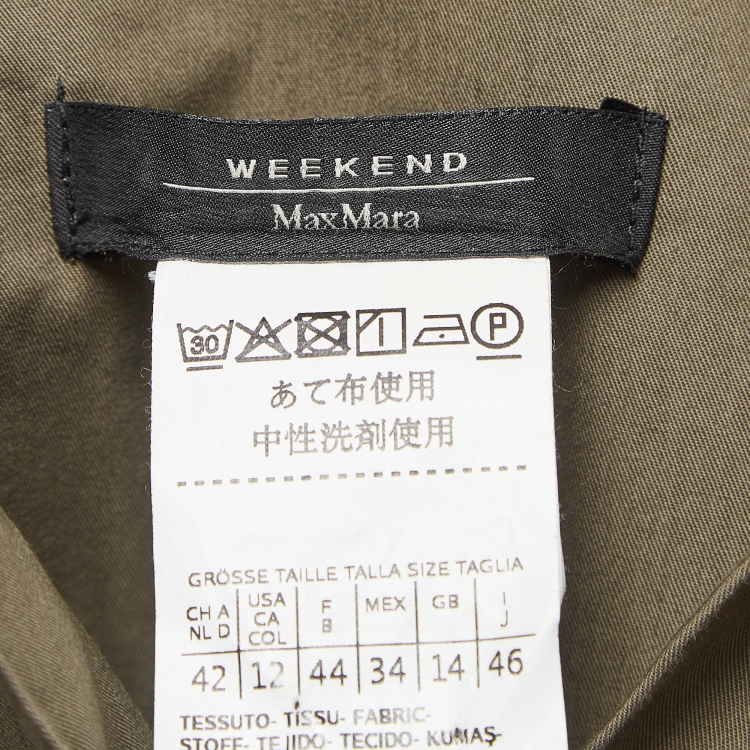 WEEKEND
MaxMara
30 P
あて布使用
中性洗剤使用
GRÖSSE TAILLE TALLA SIZE TAGLIA
CH A NL D USA CA COL F B MEX GB I J
42 12 44 34 14 46
TESSUTO- TISSU- FABRIC-
STOFF- TEJIDO- TECIDO- KUMAŞ-